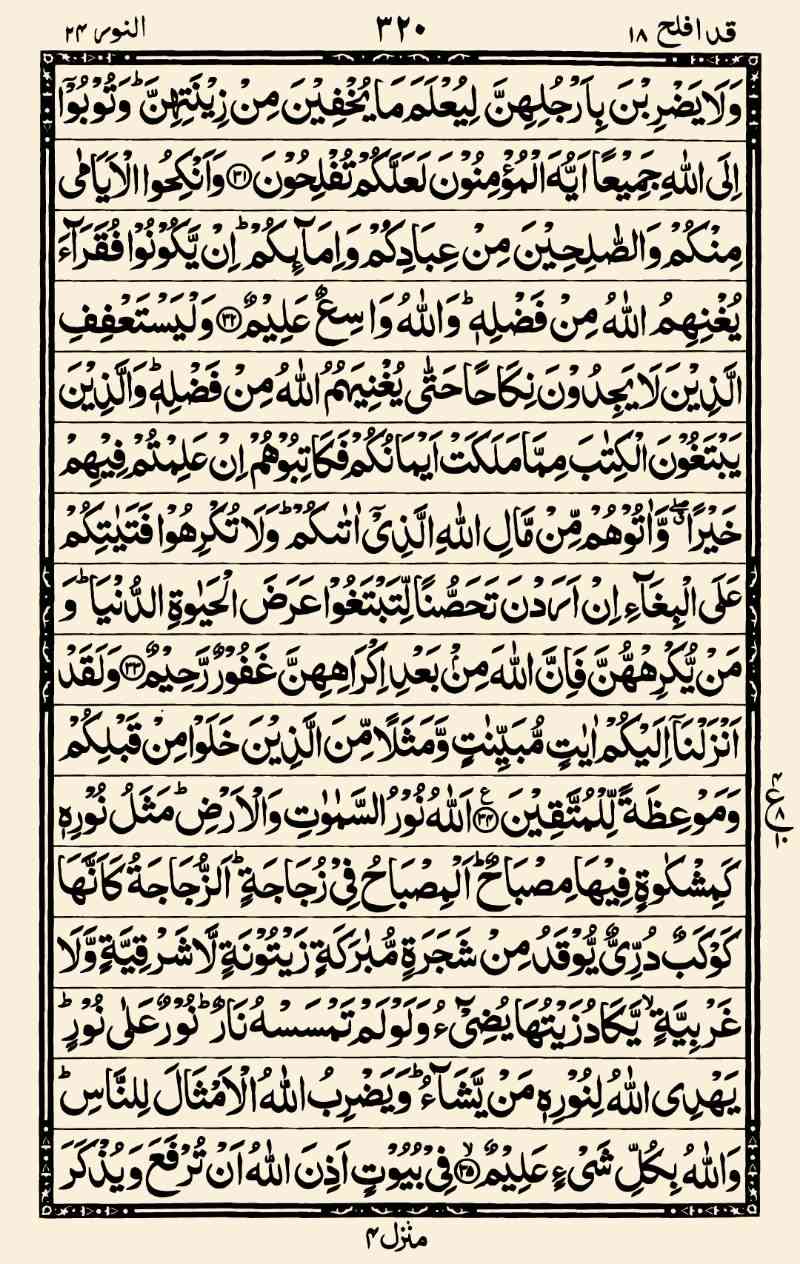 قد افلح ١٨ ٣٢٠ النور ٢٤
وَلَا يَضْرِبْنَ بِاَرْجُلِهِنَّ لِيُعْلَمَ مَا يُخْفِيْنَ مِنْ زِيْنَتِهِنَّ ؕ وَتُوْبُوْۤا
اِلَى اللّٰهِ جَمِيْعًا اَيُّهَ الْمُؤْمِنُوْنَ لَعَلَّكُمْ تُفْلِحُوْنَ ﴿۳۱﴾ وَاَنْكِحُوا الْاَيَامٰى
مِنْكُمْ وَالصّٰلِحِيْنَ مِنْ عِبَادِكُمْ وَاِمَآئِكُمْ ؕ اِنْ يَّكُوْنُوْا فُقَرَآءَ
يُغْنِهِمُ اللّٰهُ مِنْ فَضْلِهٖ ؕ وَاللّٰهُ وَاسِعٌ عَلِيْمٌ ﴿۳۲﴾ وَلْيَسْتَعْفِفِ
الَّذِيْنَ لَا يَجِدُوْنَ نِكَاحًا حَتّٰى يُغْنِيَهُمُ اللّٰهُ مِنْ فَضْلِهٖ ؕ وَالَّذِيْنَ
يَبْتَغُوْنَ الْكِتٰبَ مِمَّا مَلَكَتْ اَيْمَانُكُمْ فَكَاتِبُوْهُمْ اِنْ عَلِمْتُمْ فِيْهِمْ
خَيْرًا ۖۗ وَّاٰتُوْهُمْ مِّنْ مَّالِ اللّٰهِ الَّذِيْۤ اٰتٰىكُمْ ؕ وَلَا تُكْرِهُوْا فَتَيٰتِكُمْ
عَلَى الْبِغَآءِ اِنْ اَرَدْنَ تَحَصُّنًا لِّتَبْتَغُوْا عَرَضَ الْحَيٰوةِ الدُّنْيَا ؕ وَ
مَنْ يُّكْرِهْهُّنَّ فَاِنَّ اللّٰهَ مِنْۢ بَعْدِ اِكْرَاهِهِنَّ غَفُوْرٌ رَّحِيْمٌ ﴿۳۳﴾ وَلَقَدْ
اَنْزَلْنَاۤ اِلَيْكُمْ اٰيٰتٍ مُّبَيِّنٰتٍ وَّمَثَلًا مِّنَ الَّذِيْنَ خَلَوْا مِنْ قَبْلِكُمْ
وَمَوْعِظَةً لِّلْمُتَّقِيْنَ ﴿۳۴﴾ ع اَللّٰهُ نُوْرُ السَّمٰوٰتِ وَالْاَرْضِ ؕ مَثَلُ نُوْرِهٖ
٤ ع ٨ ١٠
كَمِشْكٰوةٍ فِيْهَا مِصْبَاحٌ ؕ اَلْمِصْبَاحُ فِيْ زُجَاجَةٍ ؕ اَلزُّجَاجَةُ كَاَنَّهَا
كَوْكَبٌ دُرِّيٌّ يُّوْقَدُ مِنْ شَجَرَةٍ مُّبٰرَكَةٍ زَيْتُوْنَةٍ لَّا شَرْقِيَّةٍ وَّلَا
غَرْبِيَّةٍ ۙ يَّكَادُ زَيْتُهَا يُضِيْٓءُ وَلَوْ لَمْ تَمْسَسْهُ نَارٌ ؕ نُوْرٌ عَلٰى نُوْرٍ ؕ
يَهْدِى اللّٰهُ لِنُوْرِهٖ مَنْ يَّشَآءُ ؕ وَيَضْرِبُ اللّٰهُ الْاَمْثَالَ لِلنَّاسِ ؕ
وَاللّٰهُ بِكُلِّ شَيْءٍ عَلِيْمٌ ﴿۳۵﴾ ۙ فِيْ بُيُوْتٍ اَذِنَ اللّٰهُ اَنْ تُرْفَعَ وَيُذْكَرَ
منزل ۴